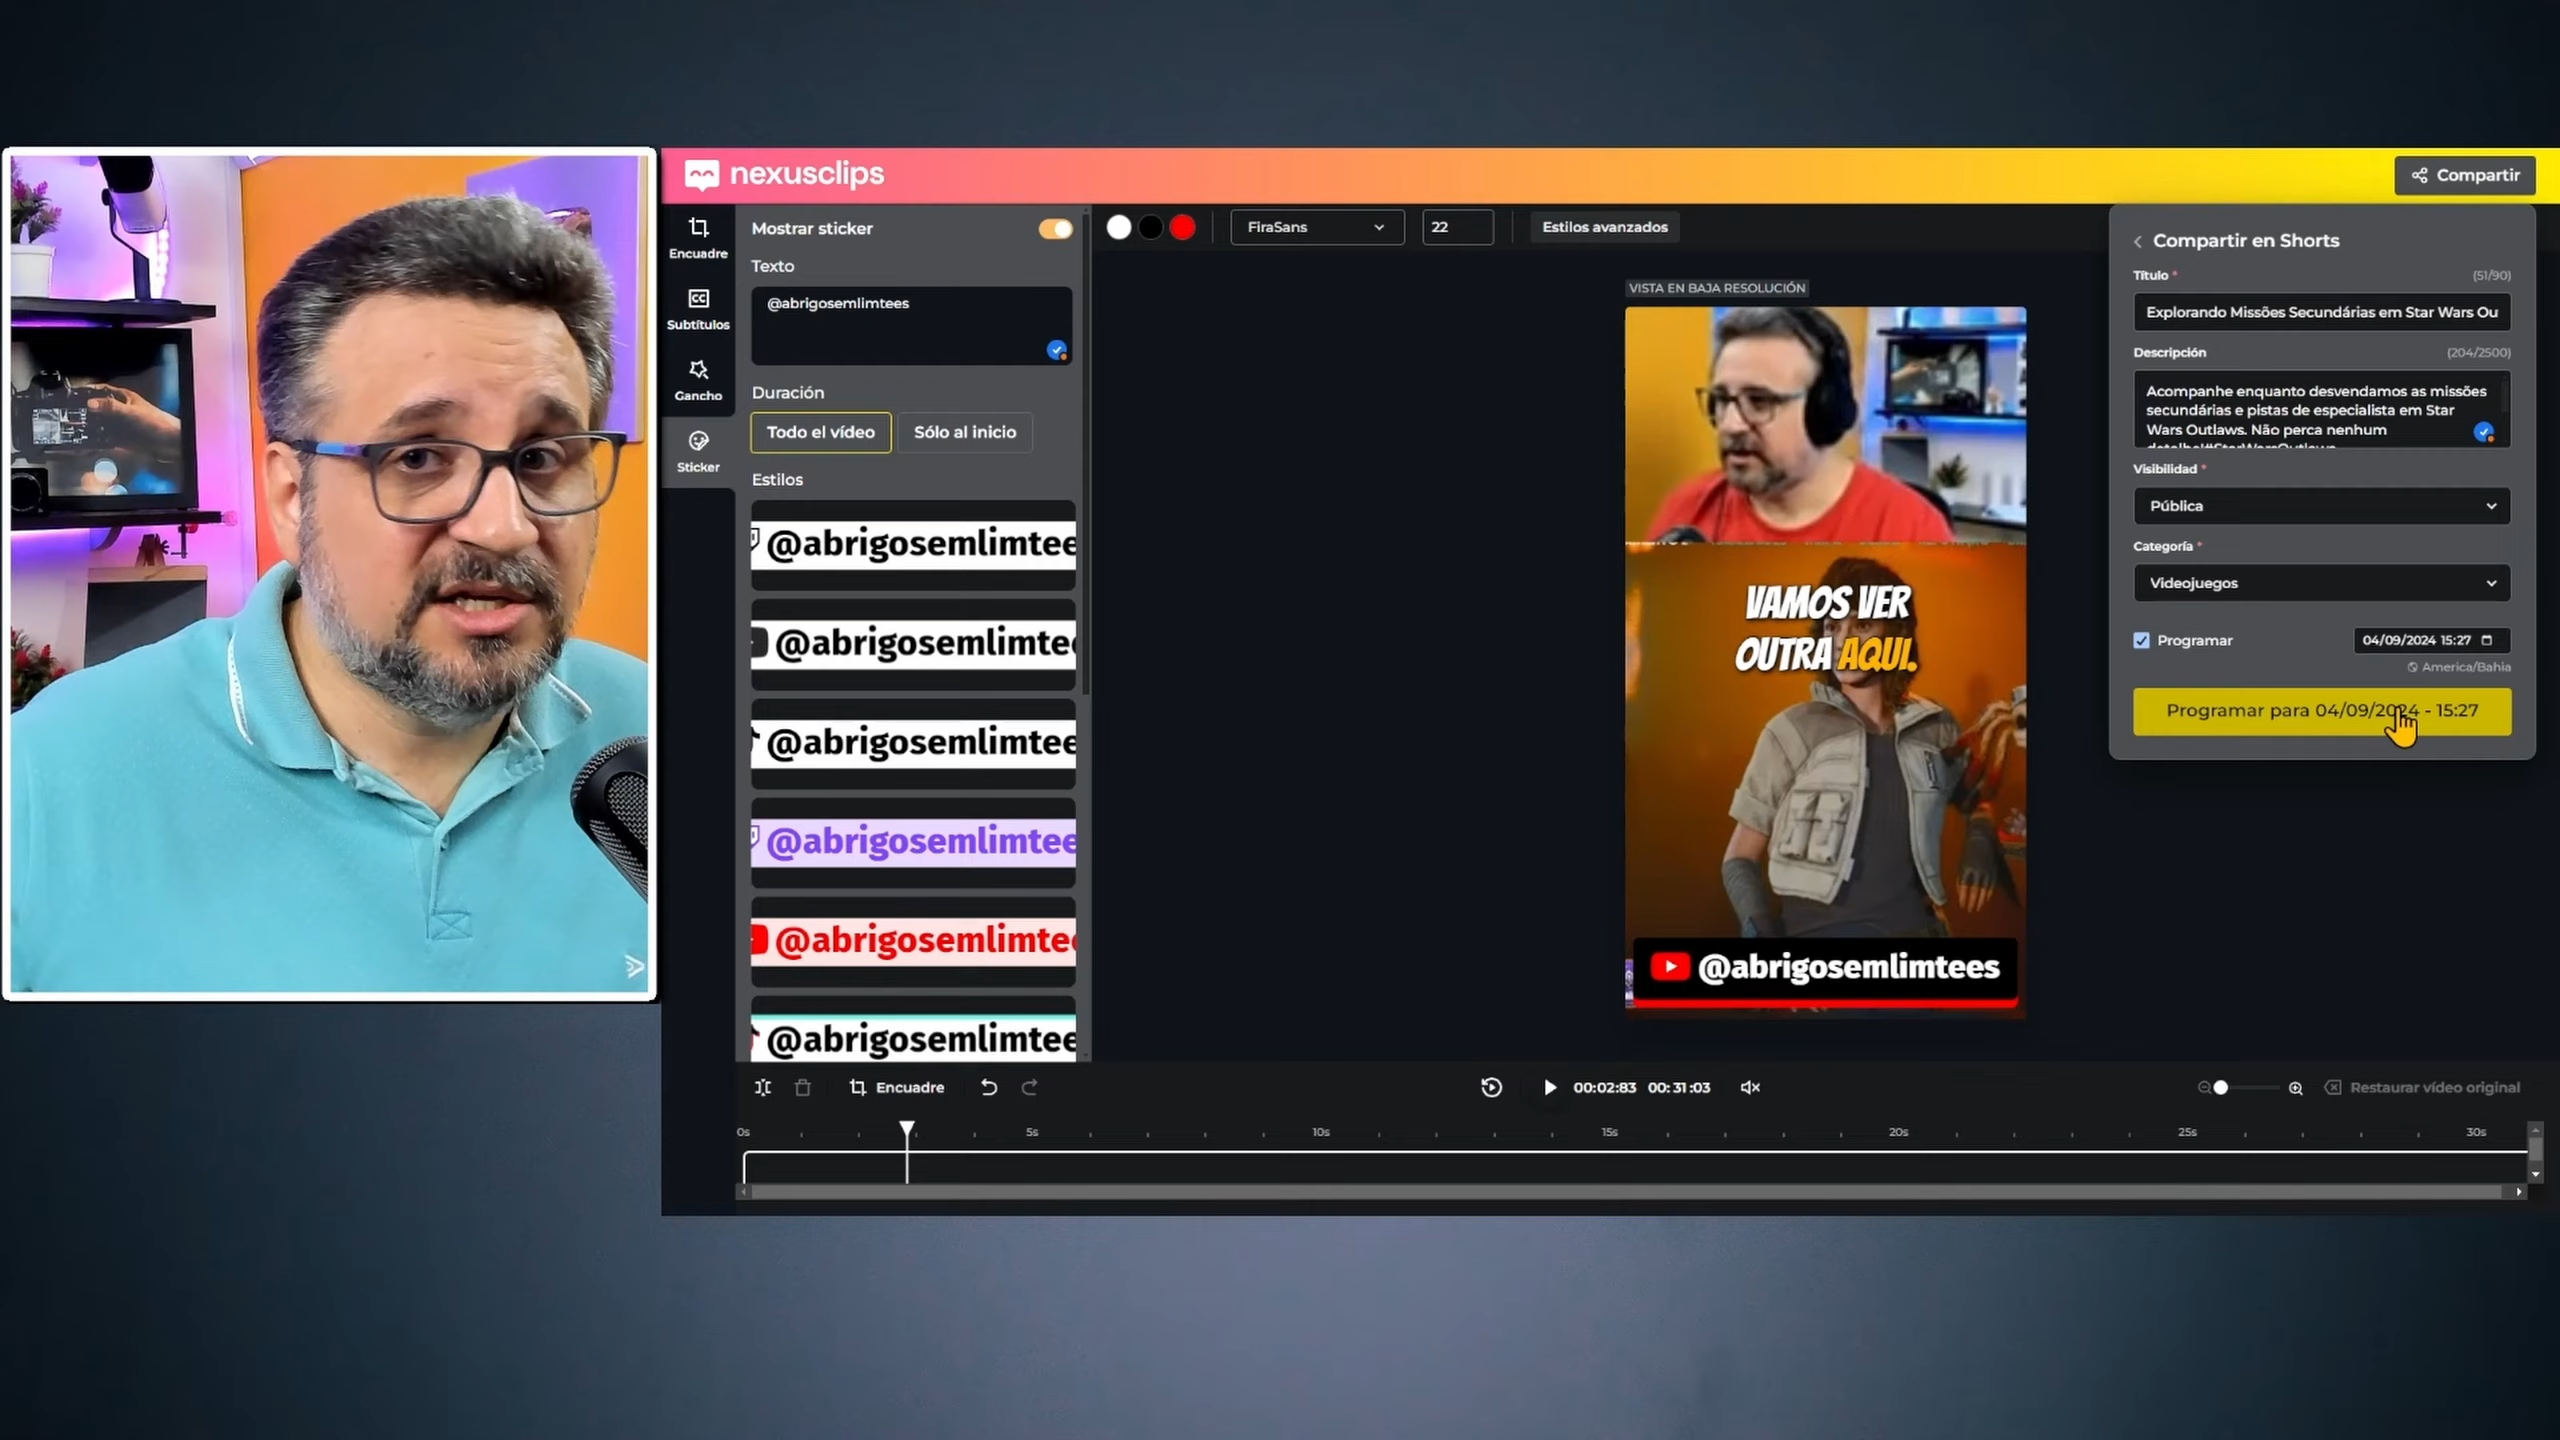 nexusclips
Compartir
Encuadre
Subtítulos
Gancho
Sticker
Mostrar sticker
Texto
@abrigosemlimtees
Duración
Todo el vídeo
Sólo al inicio
Estilos
@abrigosemlimtee
@abrigosemlimtee
@abrigosemlimtee
@abrigosemlimtee
@abrigosemlimtee
@abrigosemlimtee
FiraSans
22
Estilos avanzados
VISTA EN BAJA RESOLUCIÓN
VAMOS VER
OUTRA AQUI.
@abrigosemlimtees
Compartir en Shorts
Título * (51/90)
Explorando Missões Secundárias em Star Wars Ou
Descripción (204/2500)
Acompanhe enquanto desvendamos as missões
secundárias e pistas de especialista em Star
Wars Outlaws. Não perca nenhum
detalhe!#StarWarsOutlaws
Visibilidad *
Pública
Categoría *
Videojuegos
Programar 04/09/2024 15:27
America/Bahia
Programar para 04/09/2024 - 15:27
Encuadre
00:02:83 00:31:03
Restaurar vídeo original
0s 5s 10s 15s 20s 25s 30s